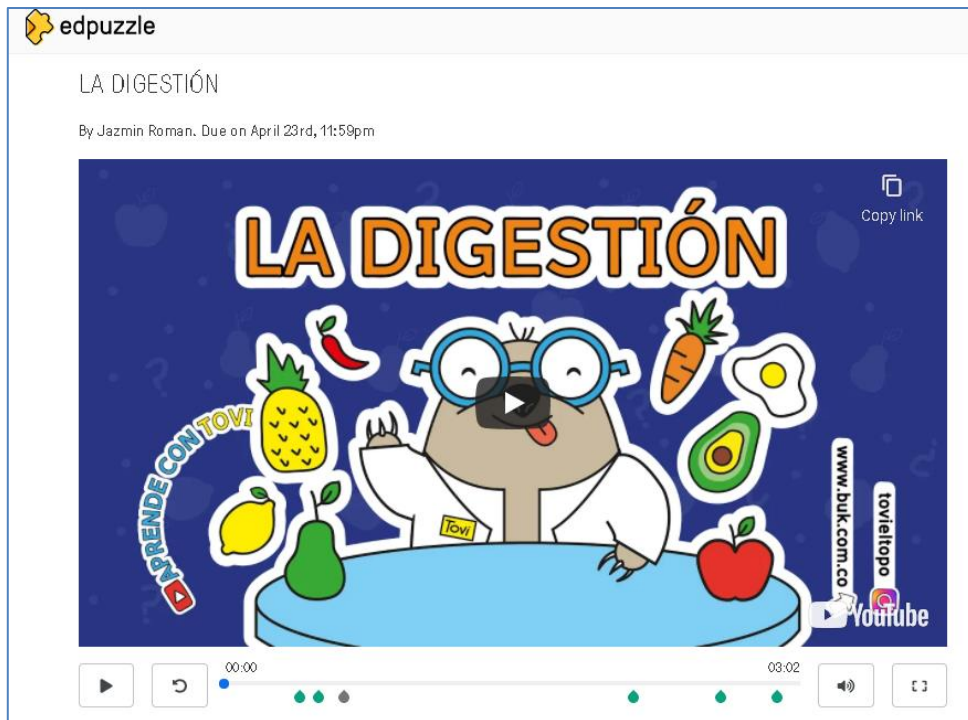 edpuzzle
LA DIGESTIÓN
By Jazmin Roman. Due on April 23rd, 11:59pm
Copy link
LA DIGESTIÓN
APRENDE CON TOVI
Tovi
www.buk.com.co
tovieltopo
YouTube
00:00
03:02